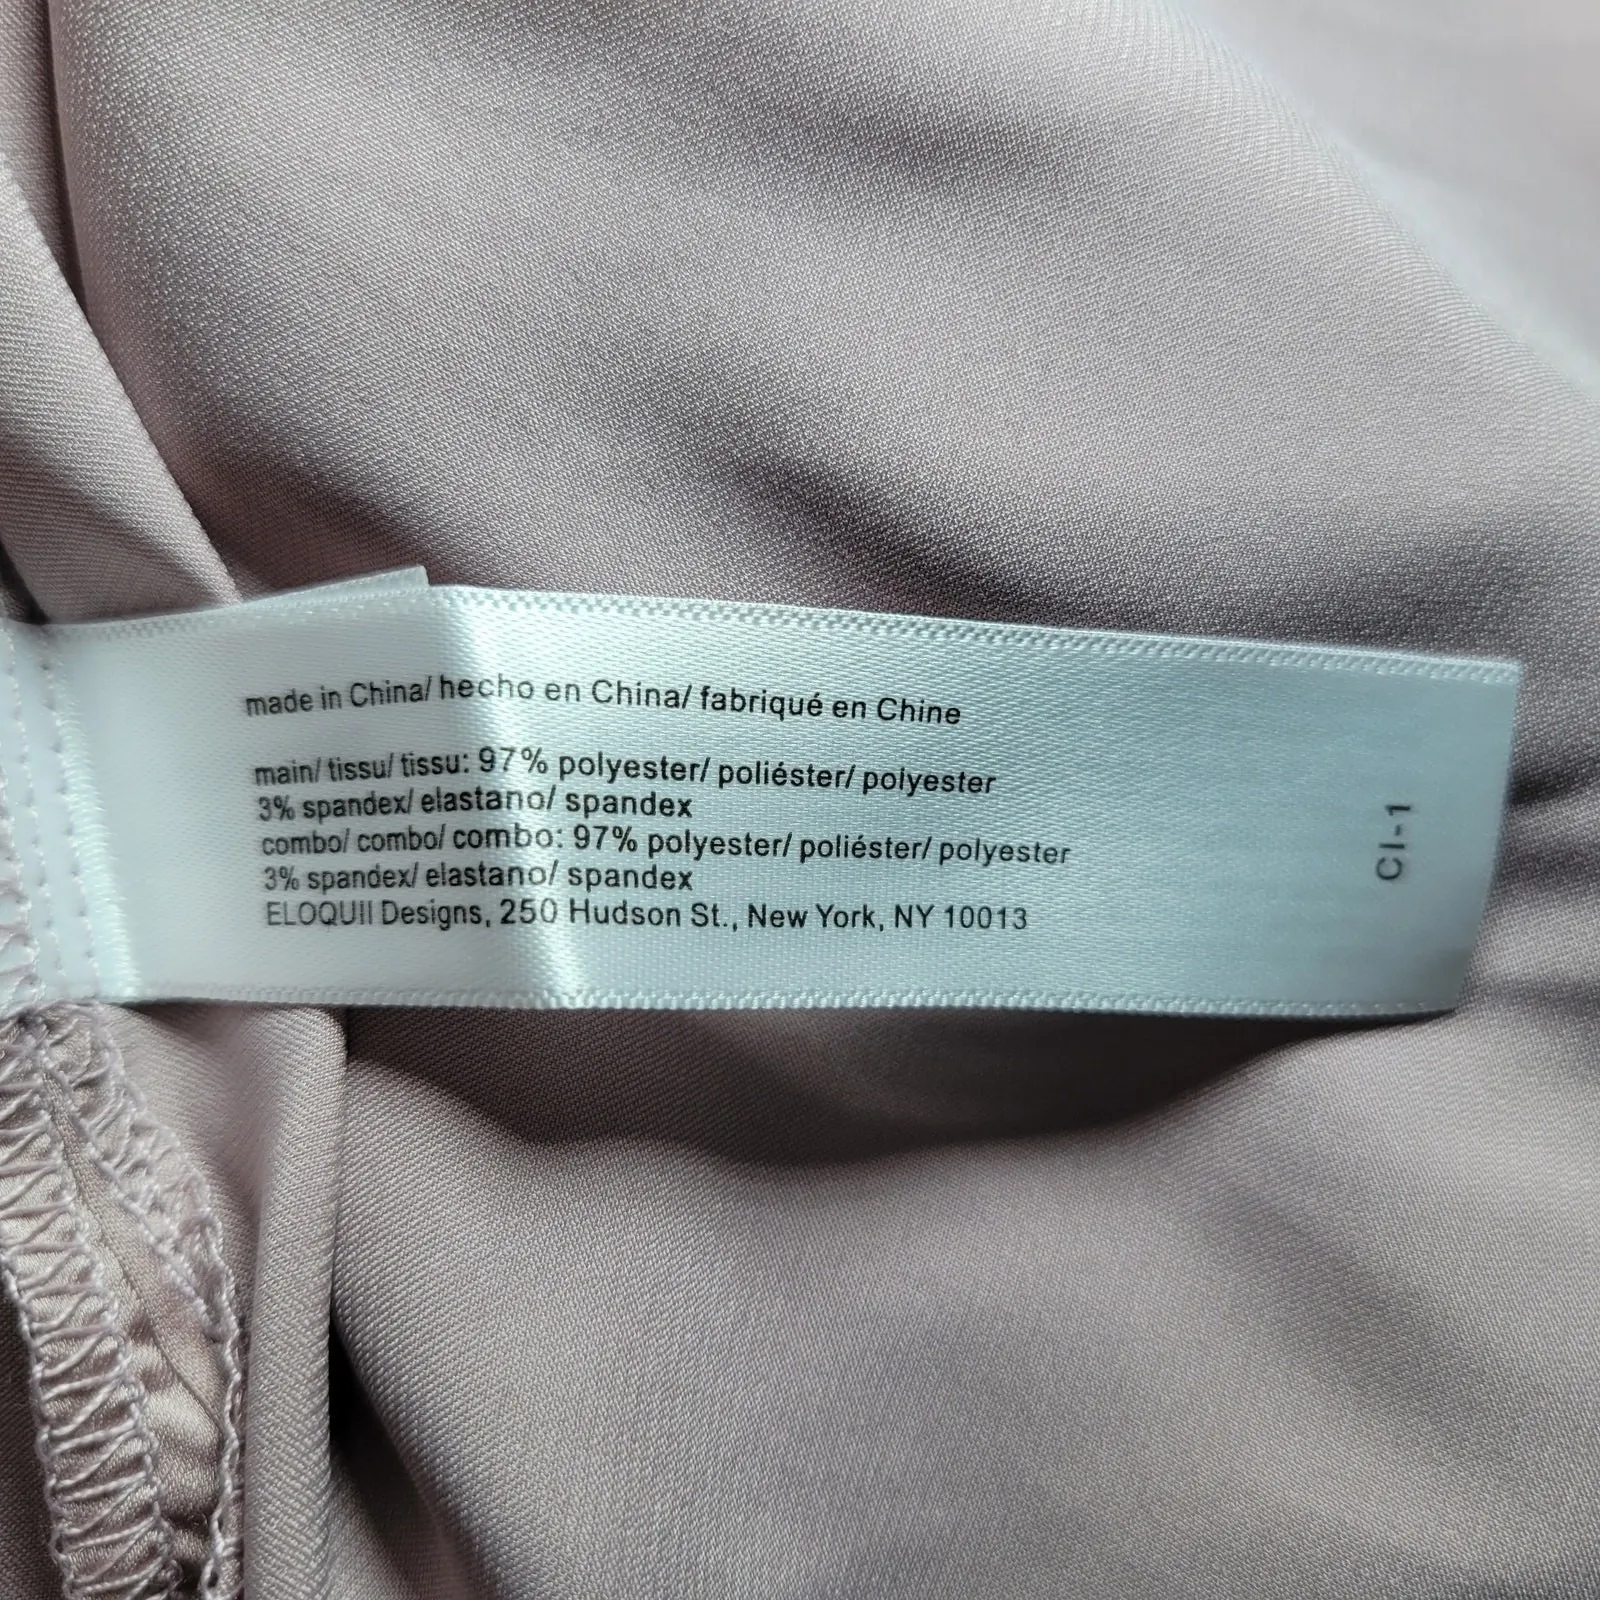 made in China/ hecho en China/ fabriqué en Chine
main/ tissu/ tissu: 97% polyester/ poliéster/ polyester
3% spandex/ elastano/ spandex
combo/ combo/ combo: 97% polyester/ poliéster/ polyester
3% spandex/ elastano/ spandex
ELOQUII Designs, 250 Hudson St., New York, NY 10013
CI-1